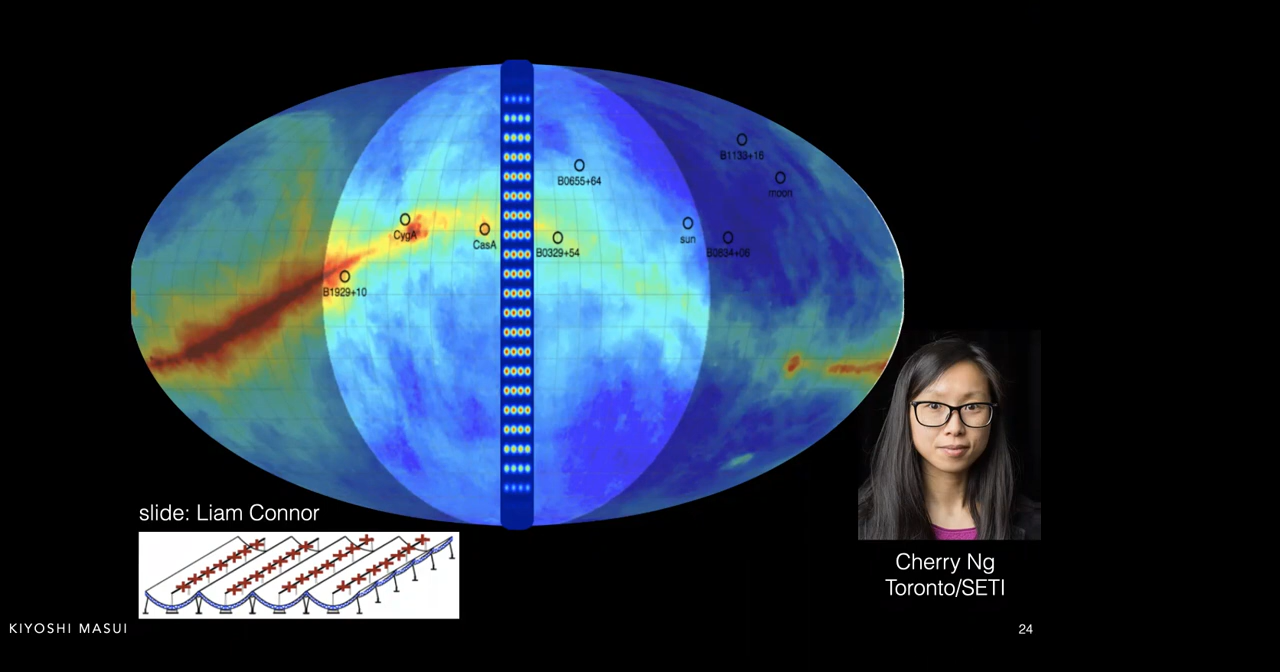 B1133+16
B0655+64
moon
CygA
CasA
B0329+54
sun
B0834+06
B1929+10
slide: Liam Connor
Cherry Ng
Toronto/SETI
KIYOSHI MASUI
24